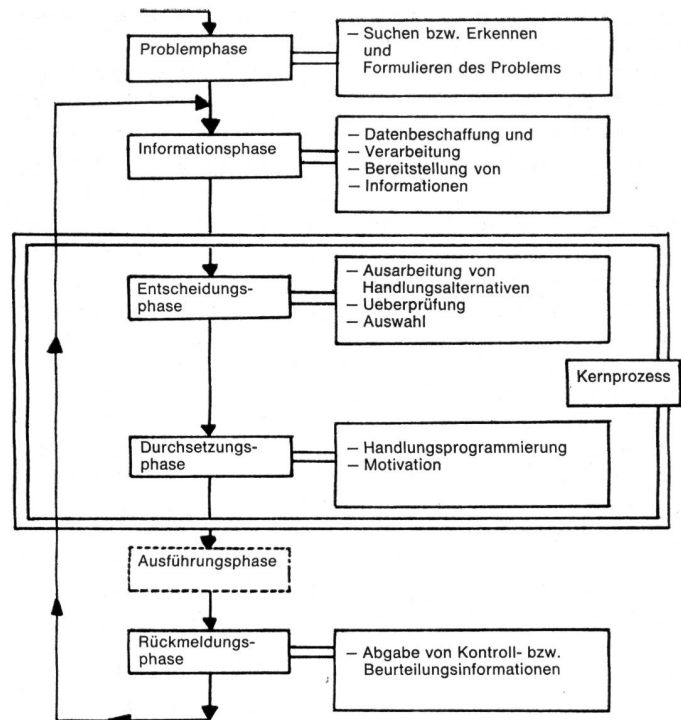 Problemphase
— Suchen bzw. Erkennen
und
Formulieren des Problems
Informationsphase
— Datenbeschaffung und
— Verarbeitung
— Bereitstellung von
— Informationen
Entscheidungs-
phase
— Ausarbeitung von
Handlungsalternativen
— Ueberprüfung
— Auswahl
Kernprozess
Durchsetzungs-
phase
— Handlungsprogrammierung
— Motivation
Ausführungsphase
Rückmeldungs-
phase
— Abgabe von Kontroll- bzw.
Beurteilungsinformationen